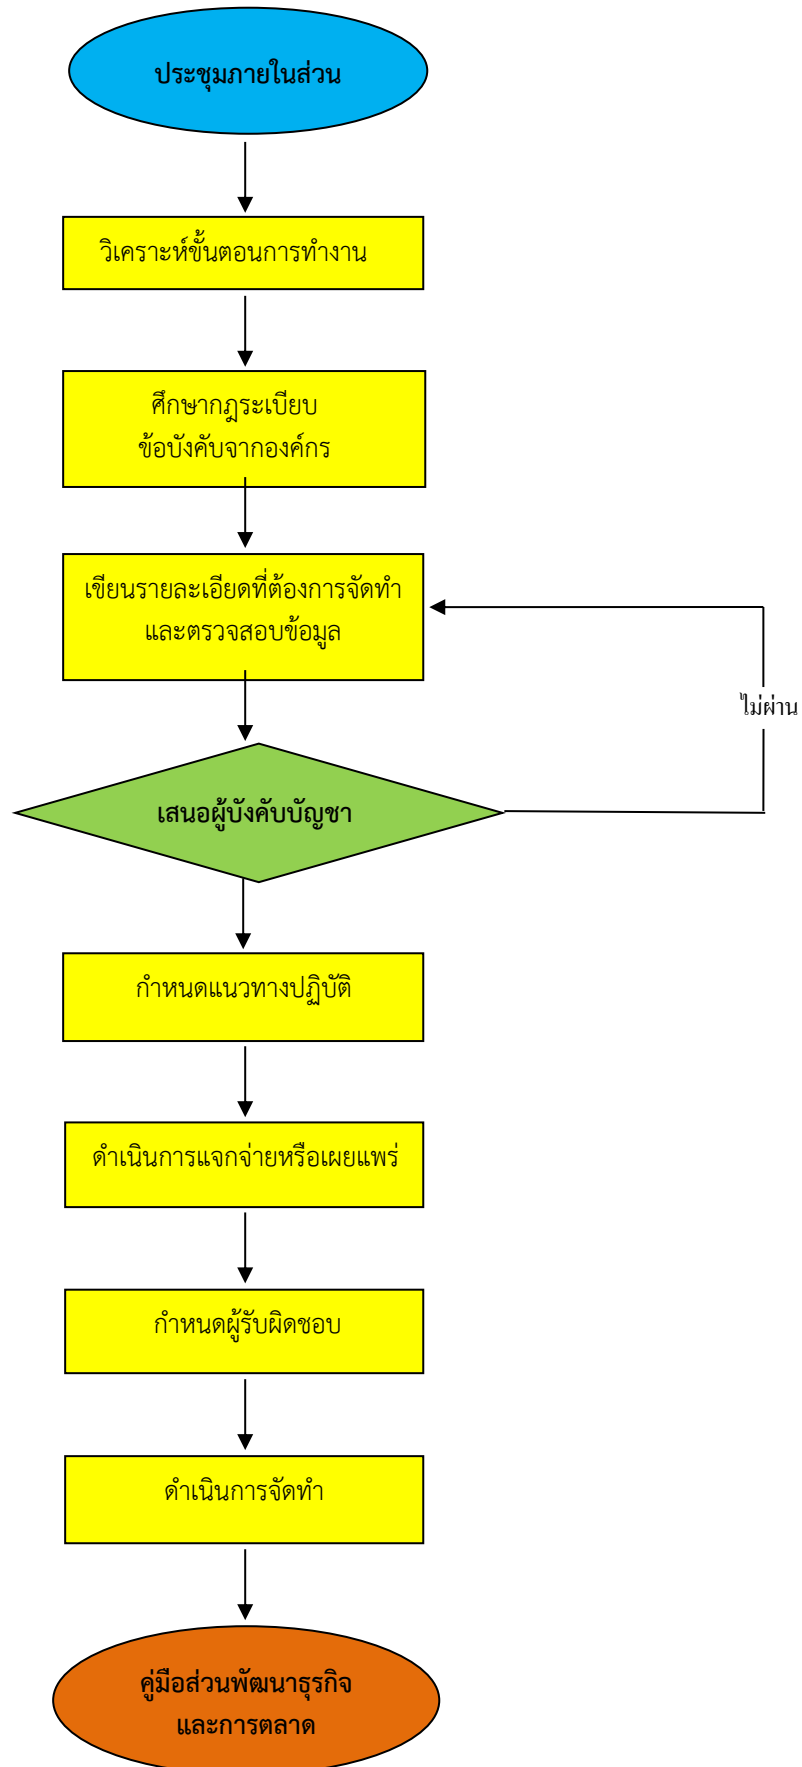 ประชุมภายในส่วน
วิเคราะห์ขั้นตอนการทำงาน
ศึกษากฎระเบียบ
ข้อบังคับจากองค์กร
เขียนรายละเอียดที่ต้องการจัดทำ
และตรวจสอบข้อมูล
ไม่ผ่าน
เสนอผู้บังคับบัญชา
กำหนดแนวทางปฏิบัติ
ดำเนินการแจกจ่ายหรือเผยแพร่
กำหนดผู้รับผิดชอบ
ดำเนินการจัดทำ
คู่มือส่วนพัฒนาธุรกิจ
และการตลาด